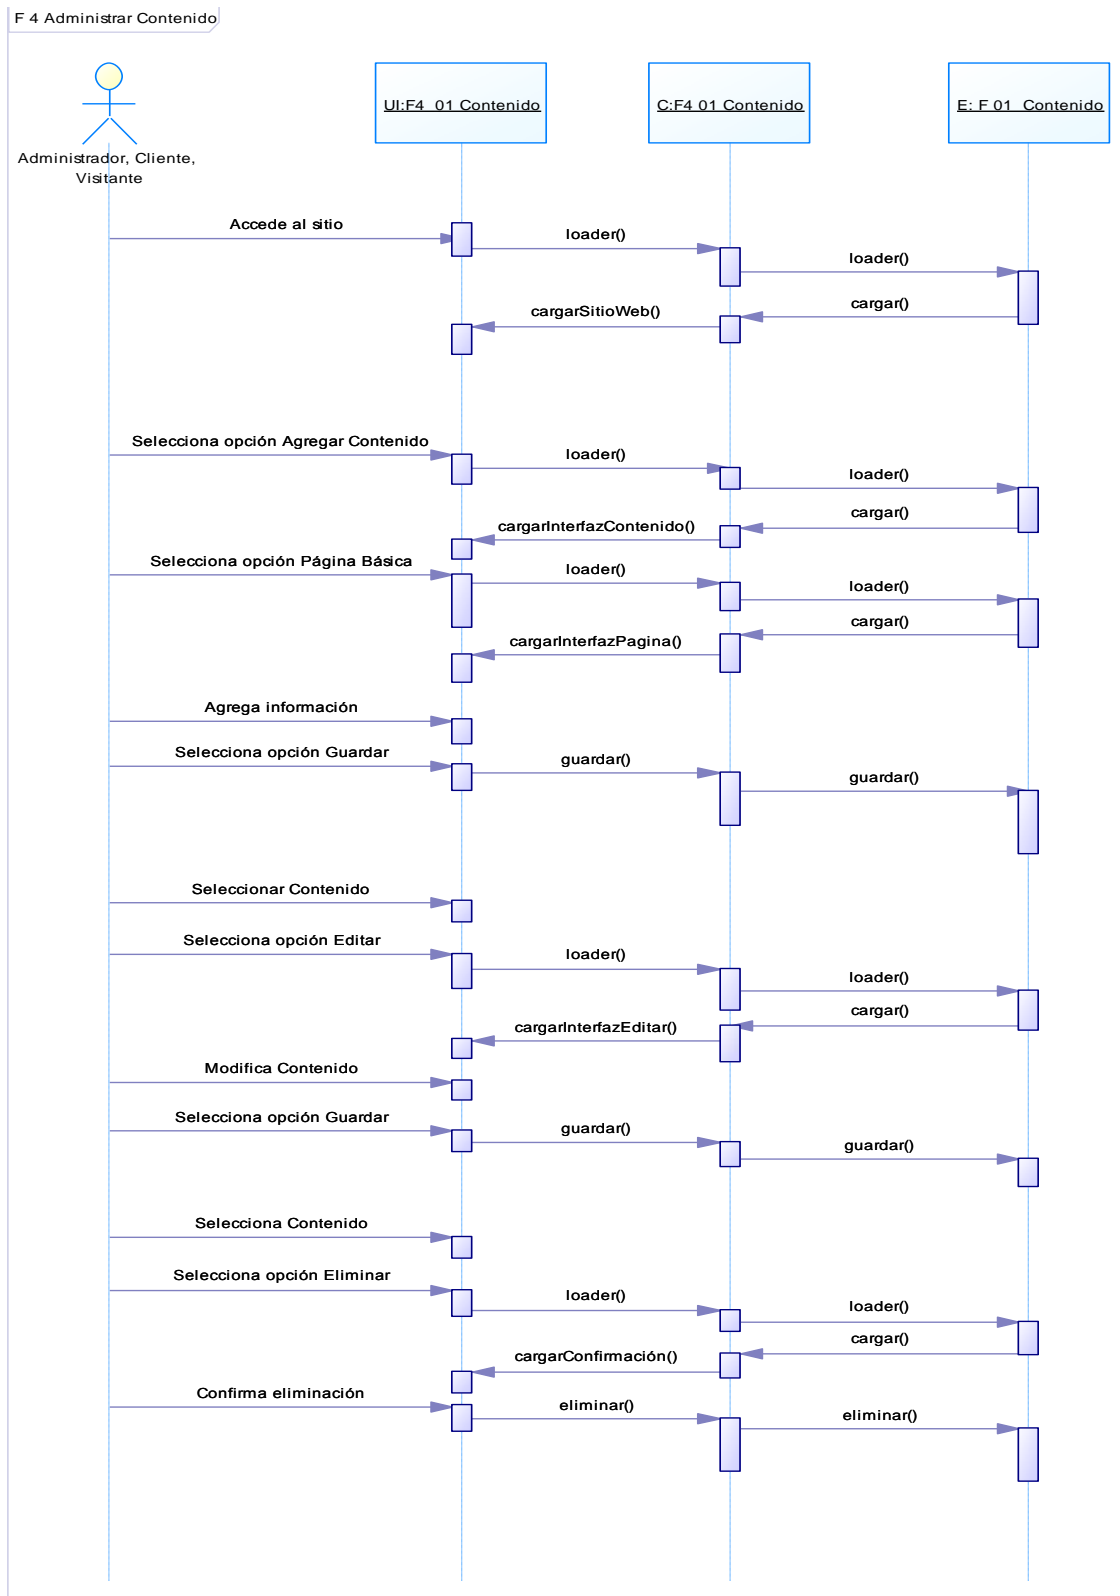 F 4 Administrar Contenido
UI:F4_01 Contenido
C:F4 01 Contenido
E: F 01_Contenido
Administrador, Cliente,
Visitante
Accede al sitio
loader()
loader()
cargar()
cargarSitioWeb()
Selecciona opción Agregar Contenido
loader()
loader()
cargar()
cargarInterfazContenido()
Selecciona opción Página Básica
loader()
loader()
cargar()
cargarInterfazPagina()
Agrega información
Selecciona opción Guardar
guardar()
guardar()
Seleccionar Contenido
Selecciona opción Editar
loader()
loader()
cargar()
cargarInterfazEditar()
Modifica Contenido
Selecciona opción Guardar
guardar()
guardar()
Selecciona Contenido
Selecciona opción Eliminar
loader()
loader()
cargar()
cargarConfirmación()
Confirma eliminación
eliminar()
eliminar()